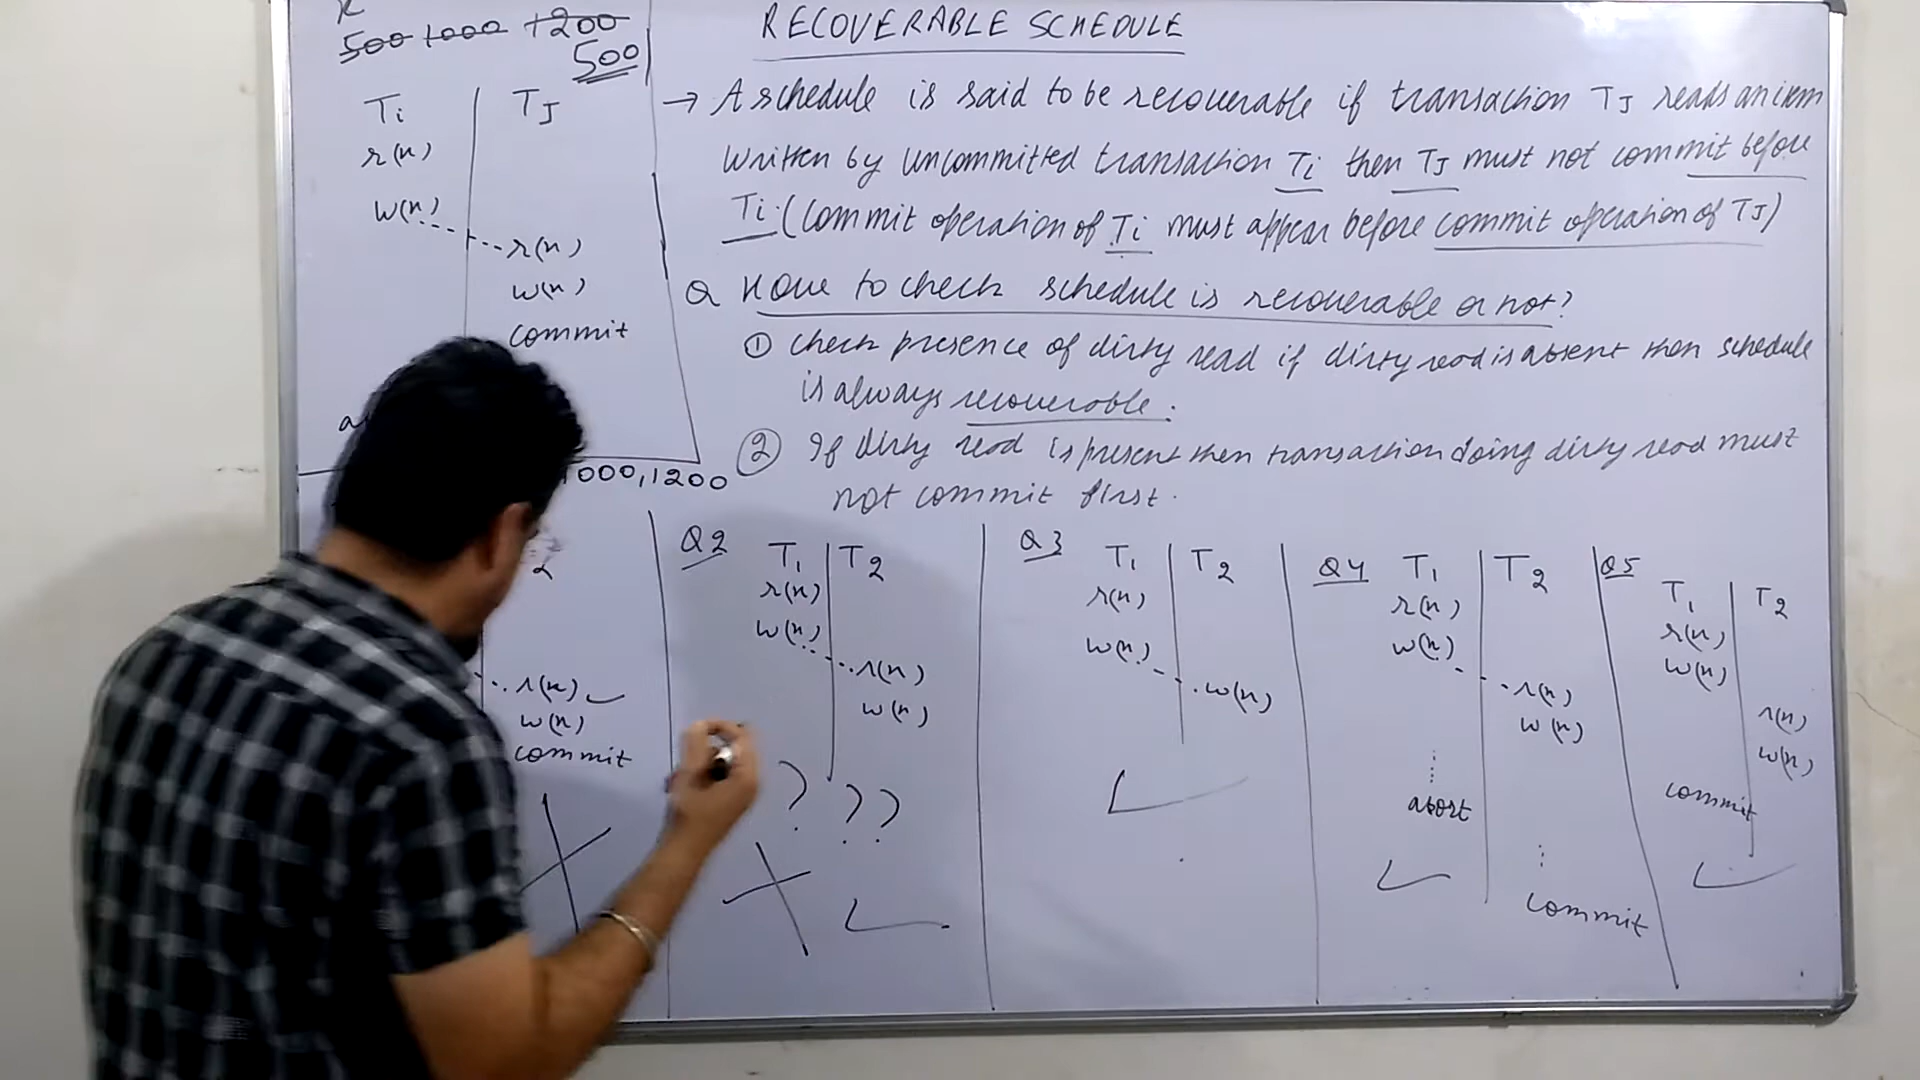 x
500 1000 1200
500
Ti TJ
r(x)
w(x)
r(x)
w(x)
commit
1000,1200
RECOVERABLE SCHEDULE
→ A schedule is said to be recoverable if transaction TJ reads an item
written by uncommitted transaction Ti then TJ must not commit before
Ti. (Commit operation of Ti must appear before commit operation of TJ)
Q How to check schedule is recoverable or not?
① Check presence of dirty read if dirty read is absent then schedule
is always recoverable.
② If dirty read is present then transaction doing dirty read must
not commit first.
2
r(x)
w(x)
commit
Q2 T1 T2
r(x)
w(x)
r(x)
w(x)
? ??
Q3 T1 T2
r(x)
w(x)
w(x)
Q4 T1 T2
r(x)
w(x)
r(x)
w(x)
abort
commit
Q5 T1 T2
r(x)
w(x)
r(x)
w(x)
commit